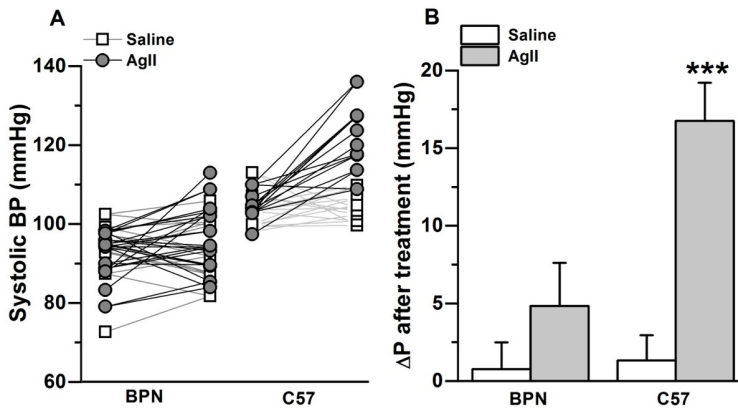 A
Saline
AgII
Systolic BP (mmHg)
140
120
100
80
60
BPN
C57
B
Saline
AgII
ΔP after treatment (mmHg)
20
15
10
5
0
***
BPN
C57